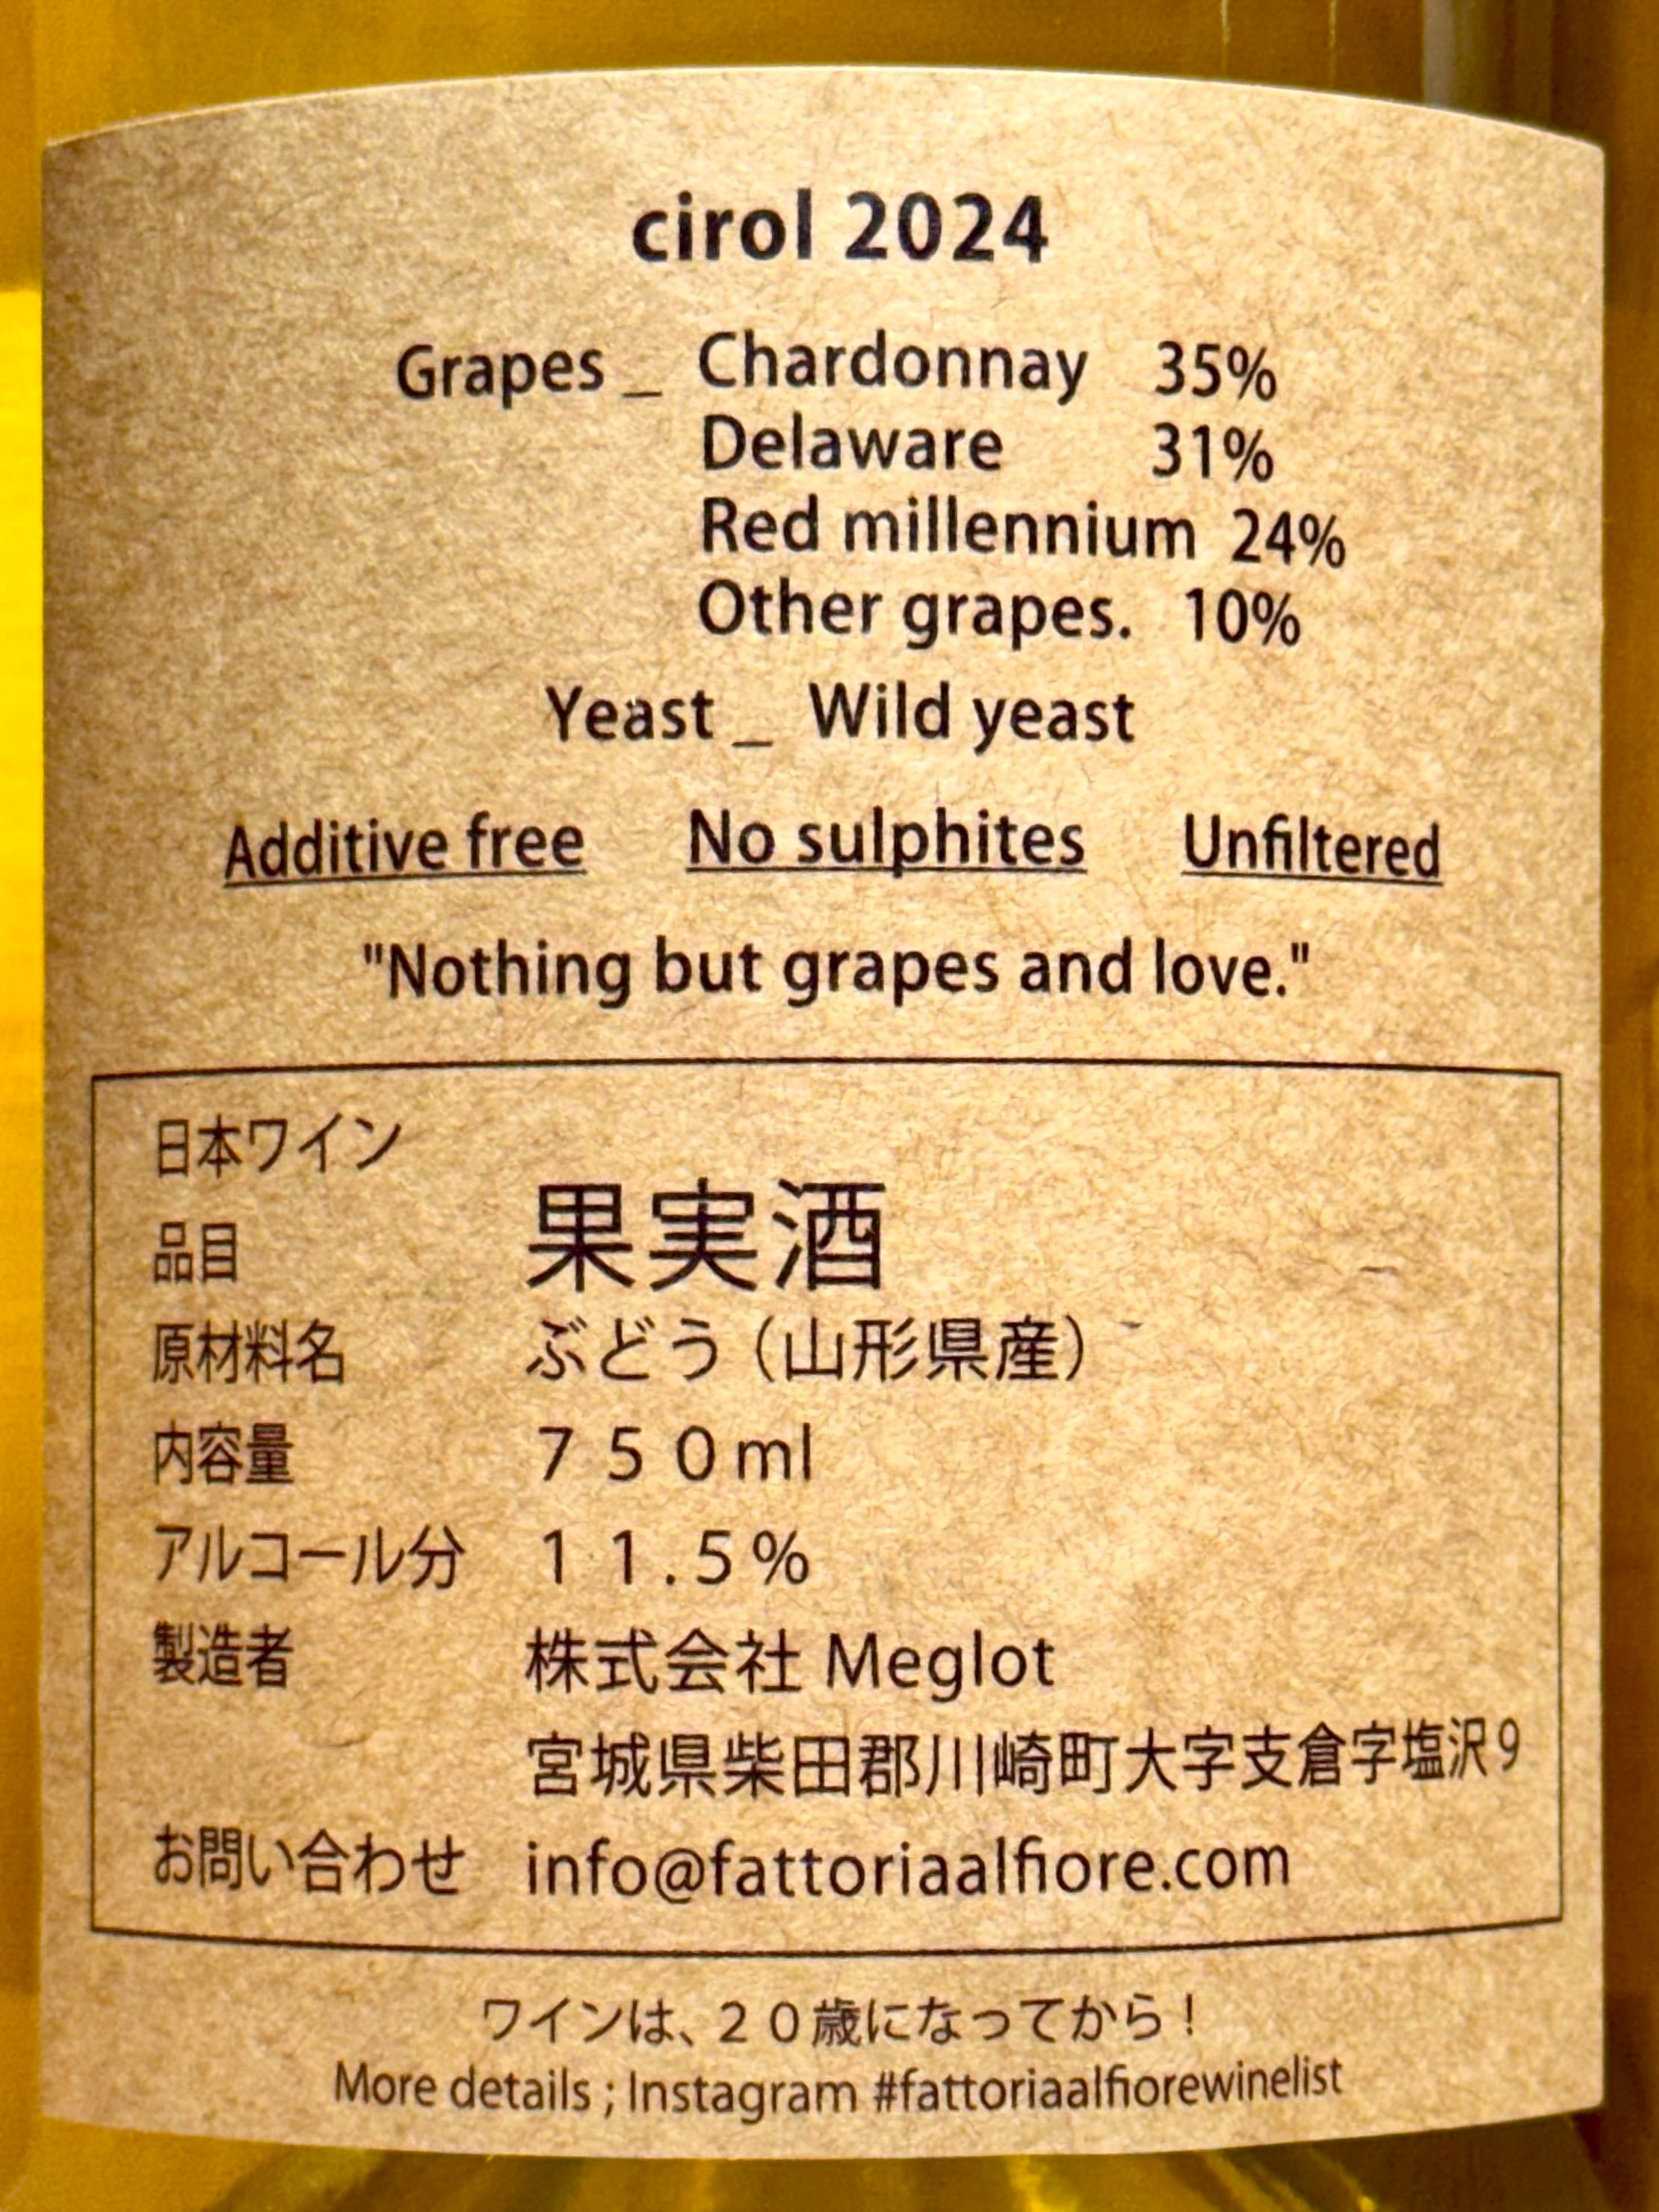 cirol 2024
Grapes _ Chardonnay 35%
Delaware 31%
Red millennium 24%
Other grapes. 10%
Yeast _ Wild yeast
Additive free No sulphites Unfiltered
"Nothing but grapes and love."
日本ワイン
品目 果実酒
原材料名 ぶどう（山形県産）
内容量 ７５０ml
アルコール分 １１.５%
製造者 株式会社 Meglot
宮城県柴田郡川崎町大字支倉字塩沢9
お問い合わせ info@fattoriaalfiore.com
ワインは、２０歳になってから！
More details ; Instagram #fattoriaalfiorewinelist